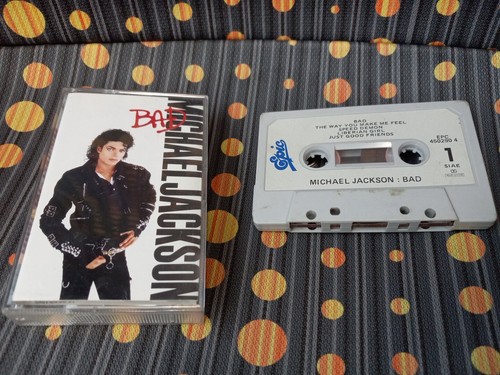 BAD
MICHAEL JACKSON
BAD
THE WAY YOU MAKE ME FEEL
SPEED DEMON
LIBERIAN GIRL
JUST GOOD FRIENDS
EPC
450290 4
Epic
1
SIAE
MICHAEL JACKSON : BAD